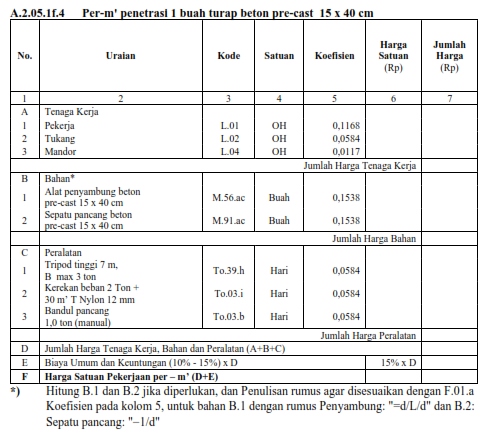 A.2.05.1f.4 Per-m' penetrasi 1 buah turap beton pre-cast 15 x 40 cm
No. Uraian Kode Satuan Koefisien Harga Satuan (Rp) Jumlah Harga (Rp)
1 2 3 4 5 6 7
A Tenaga Kerja
1 Pekerja L.01 OH 0,1168
2 Tukang L.02 OH 0,0584
3 Mandor L.04 OH 0,0117
Jumlah Harga Tenaga Kerja
B Bahan*
1 Alat penyambung beton pre-cast 15 x 40 cm M.56.ac Buah 0,1538
2 Sepatu pancang beton pre-cast 15 x 40 cm M.91.ac Buah 0,1538
Jumlah Harga Bahan
C Peralatan
1 Tripod tinggi 7 m, B max 3 ton To.39.h Hari 0,0584
2 Kerekan beban 2 Ton + 30 m' T Nylon 12 mm To.03.i Hari 0,0584
3 Bandul pancang 1,0 ton (manual) To.03.b Hari 0,0584
Jumlah Harga Peralatan
D Jumlah Harga Tenaga Kerja, Bahan dan Peralatan (A+B+C)
E Biaya Umum dan Keuntungan (10% - 15%) x D 15% x D
F Harga Satuan Pekerjaan per – m' (D+E)
*) Hitung B.1 dan B.2 jika diperlukan, dan Penulisan rumus agar disesuaikan dengan F.01.a
Koefisien pada kolom 5, untuk bahan B.1 dengan rumus Penyambung: "=d/L/d" dan B.2:
Sepatu pancang: "–1/d"